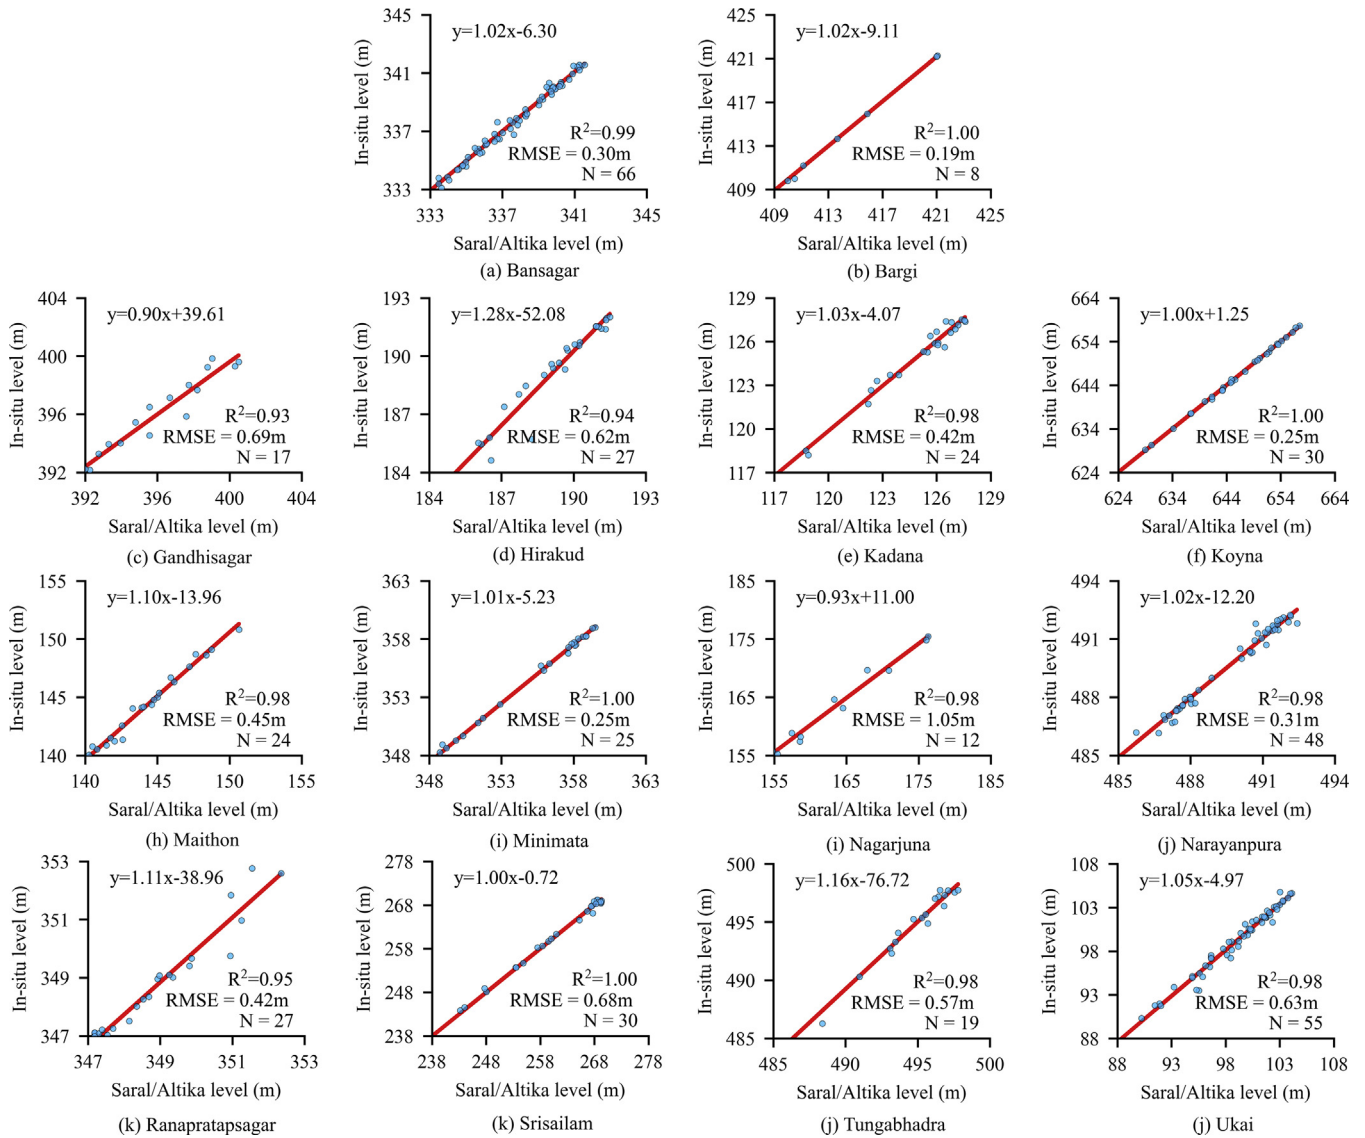 345
341
337
333
In-situ level (m)
y=1.02x-6.30
R²=0.99
RMSE = 0.30m
N = 66
333 337 341 345
Saral/Altika level (m)
(a) Bansagar
425
421
417
413
409
In-situ level (m)
y=1.02x-9.11
R²=1.00
RMSE = 0.19m
N = 8
409 413 417 421 425
Saral/Altika level (m)
(b) Bargi
404
400
396
392
In-situ level (m)
y=0.90x+39.61
R²=0.93
RMSE = 0.69m
N = 17
392 396 400 404
Saral/Altika level (m)
(c) Gandhisagar
193
190
187
184
In-situ level (m)
y=1.28x-52.08
R²=0.94
RMSE = 0.62m
N = 27
184 187 190 193
Saral/Altika level (m)
(d) Hirakud
129
126
123
120
117
In-situ level (m)
y=1.03x-4.07
R²=0.98
RMSE = 0.42m
N = 24
117 120 123 126 129
Saral/Altika level (m)
(e) Kadana
664
654
644
634
624
In-situ level (m)
y=1.00x+1.25
R²=1.00
RMSE = 0.25m
N = 30
624 634 644 654 664
Saral/Altika level (m)
(f) Koyna
155
150
145
140
In-situ level (m)
y=1.10x-13.96
R²=0.98
RMSE = 0.45m
N = 24
140 145 150 155
Saral/Altika level (m)
(h) Maithon
363
358
353
348
In-situ level (m)
y=1.01x-5.23
R²=1.00
RMSE = 0.25m
N = 25
348 353 358 363
Saral/Altika level (m)
(i) Minimata
185
175
165
155
In-situ level (m)
y=0.93x+11.00
R²=0.98
RMSE = 1.05m
N = 12
155 165 175 185
Saral/Altika level (m)
(i) Nagarjuna
494
491
488
485
In-situ level (m)
y=1.02x-12.20
R²=0.98
RMSE = 0.31m
N = 48
485 488 491 494
Saral/Altika level (m)
(j) Narayanpura
353
351
349
347
In-situ level (m)
y=1.11x-38.96
R²=0.95
RMSE = 0.42m
N = 27
347 349 351 353
Saral/Altika level (m)
(k) Ranapratapsagar
278
268
258
248
238
In-situ level (m)
y=1.00x-0.72
R²=1.00
RMSE = 0.68m
N = 30
238 248 258 268 278
Saral/Altika level (m)
(k) Srisailam
500
495
490
485
In-situ level (m)
y=1.16x-76.72
R²=0.98
RMSE = 0.57m
N = 19
485 490 495 500
Saral/Altika level (m)
(j) Tungabhadra
108
103
98
93
88
In-situ level (m)
y=1.05x-4.97
R²=0.98
RMSE = 0.63m
N = 55
88 93 98 103 108
Saral/Altika level (m)
(j) Ukai